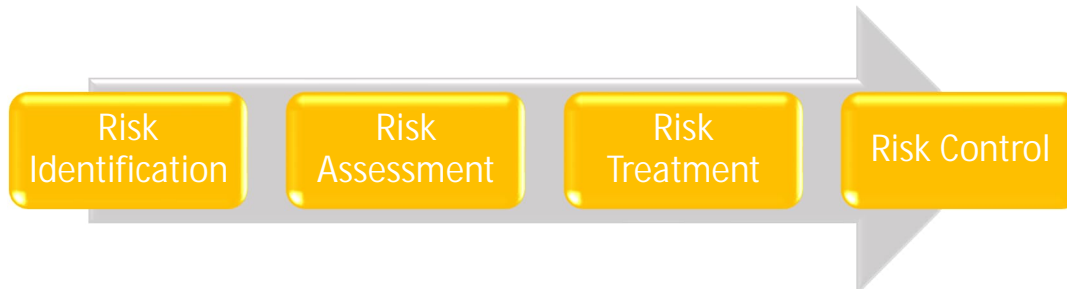 Risk
Identification
Risk
Assessment
Risk
Treatment
Risk Control